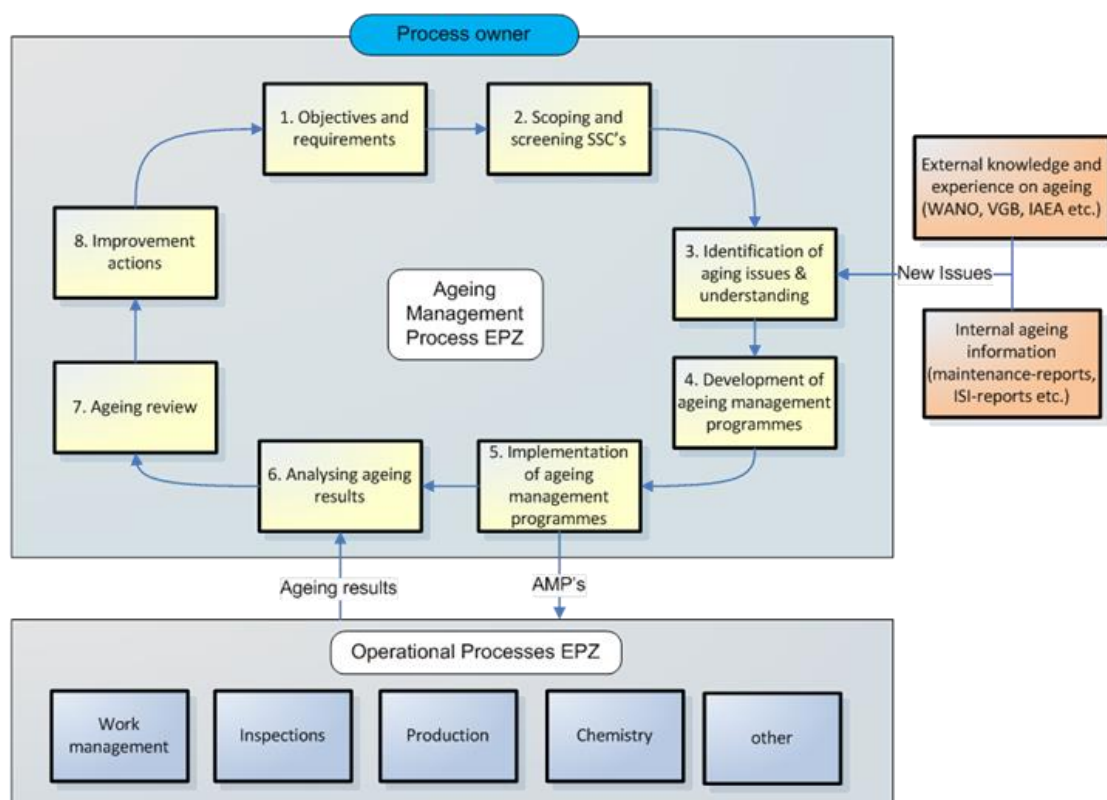 Process owner
1. Objectives and
requirements
2. Scoping and
screening SSC's
External knowledge and
experience on ageing
(WANO, VGB, IAEA etc.)
8. Improvement
actions
3. Identification of
aging issues &
understanding
New Issues
Ageing
Management
Process EPZ
Internal ageing
information
(maintenance-reports,
ISI-reports etc.)
7. Ageing review
4. Development of
ageing management
programmes
6. Analysing ageing
results
5. Implementation
of ageing
management
programmes
Ageing results
AMP's
Operational Processes EPZ
Work
management
Inspections
Production
Chemistry
other